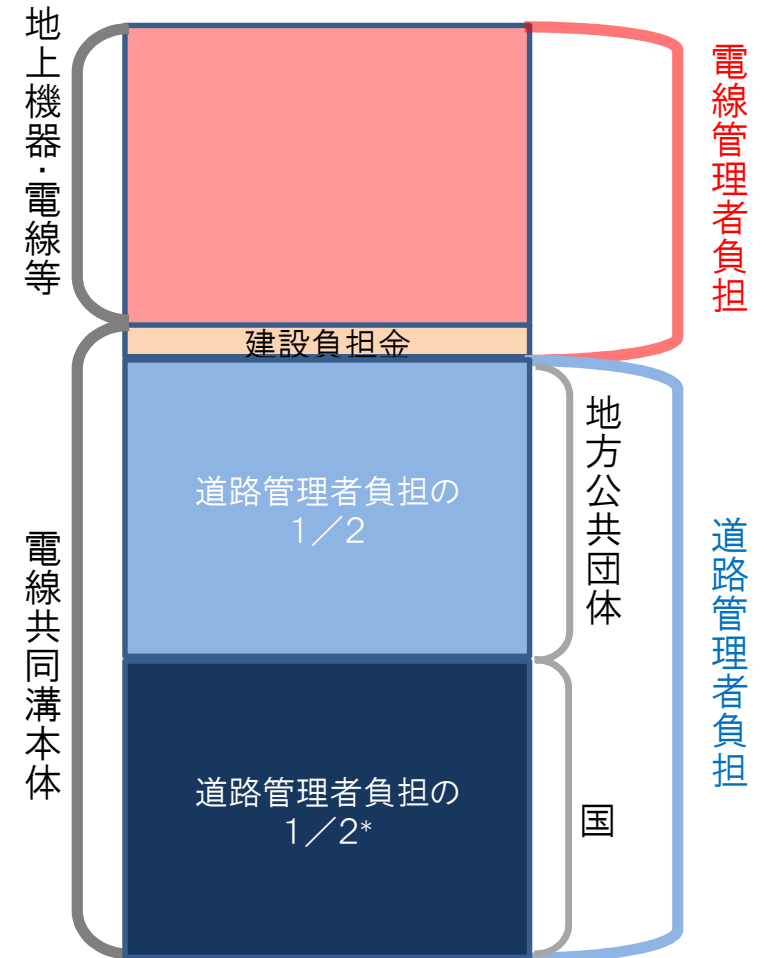 地上機器・電線等
電線管理者負担
建設負担金
道路管理者負担の
1／2
地方公共団体
電線共同溝本体
道路管理者負担
道路管理者負担の
1／2*
国